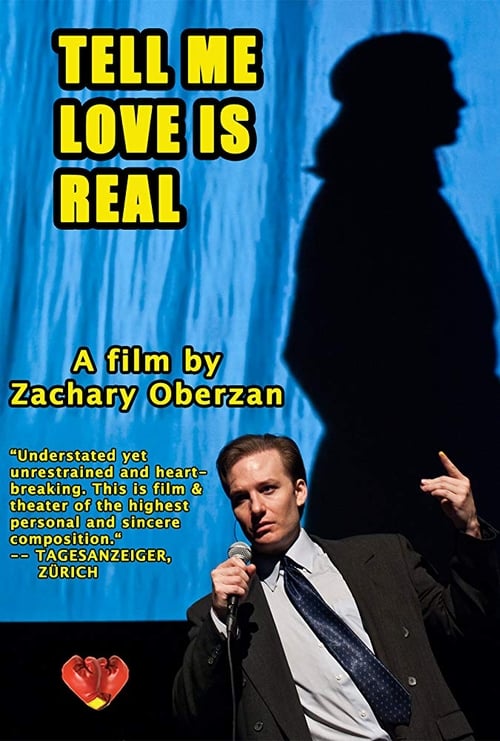 TELL ME
LOVE IS
REAL
A film by
Zachary Oberzan
“Understated yet
unrestrained and heart-
breaking. This is film &
theater of the highest
personal and sincere
composition.“
-- TAGESANZEIGER,
ZÜRICH